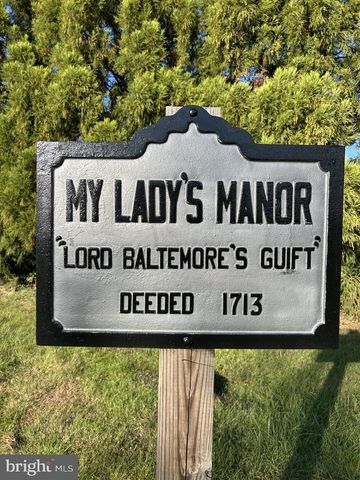 MY LADY'S MANOR
"LORD BALTEMORE'S GUIFT"
DEEDED 1713
bright MLS